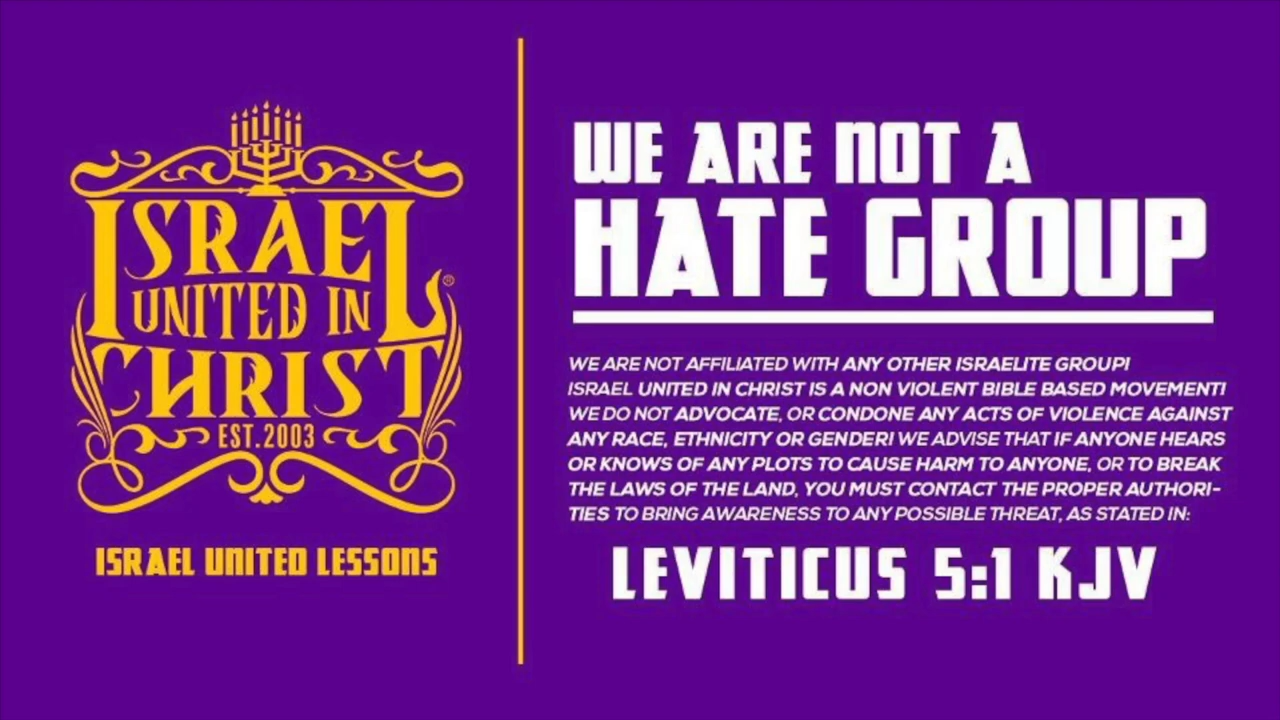 ISRAEL
UNITED IN
CHRIST
EST.2003
ISRAEL UNITED LESSONS
WE ARE NOT A
HATE GROUP
WE ARE NOT AFFILIATED WITH ANY OTHER ISRAELITE GROUP!
ISRAEL UNITED IN CHRIST IS A NON VIOLENT BIBLE BASED MOVEMENT!
WE DO NOT ADVOCATE, OR CONDONE ANY ACTS OF VIOLENCE AGAINST
ANY RACE, ETHNICITY OR GENDER! WE ADVISE THAT IF ANYONE HEARS
OR KNOWS OF ANY PLOTS TO CAUSE HARM TO ANYONE, OR TO BREAK
THE LAWS OF THE LAND, YOU MUST CONTACT THE PROPER AUTHORI-
TIES TO BRING AWARENESS TO ANY POSSIBLE THREAT, AS STATED IN:
LEVITICUS 5:1 KJV